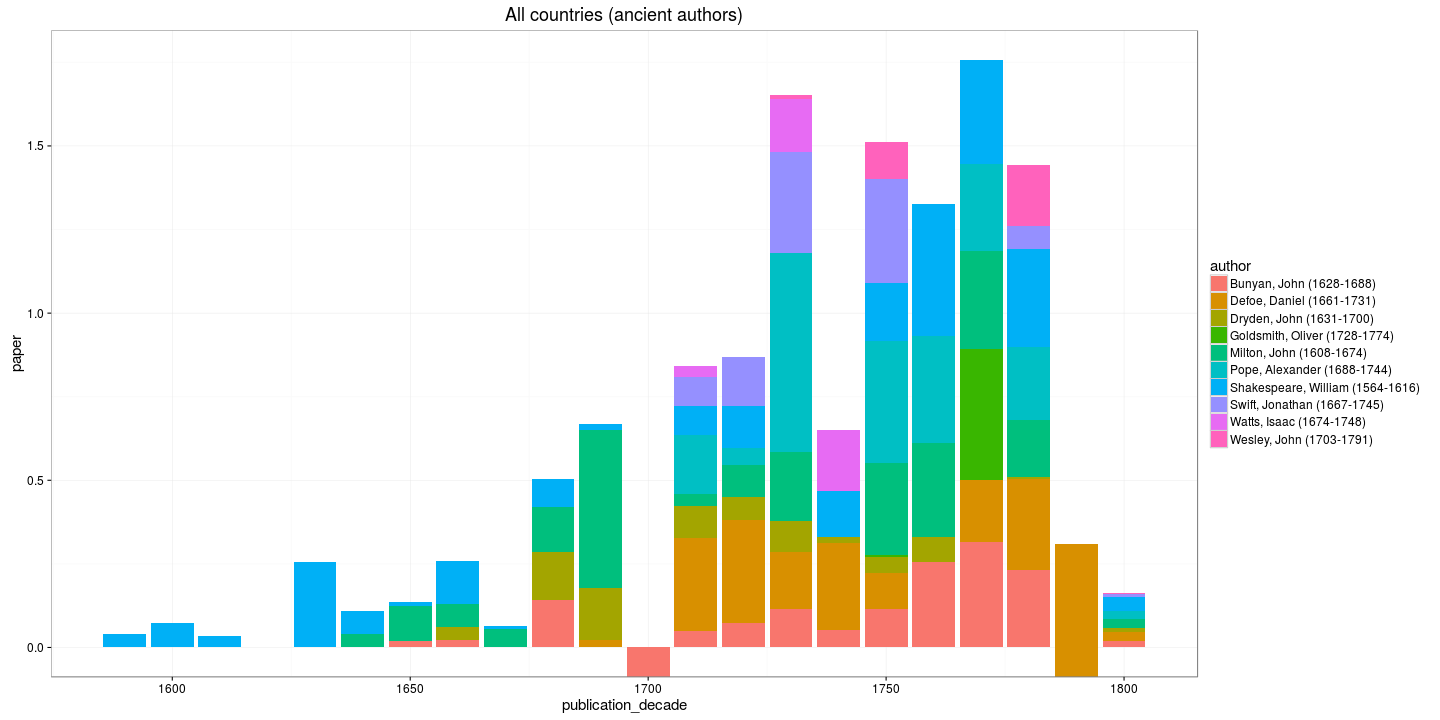 All countries (ancient authors)
paper
1.5
1.0
0.5
0.0
1600
1650
1700
1750
1800
publication_decade
author
Bunyan, John (1628-1688)
Defoe, Daniel (1661-1731)
Dryden, John (1631-1700)
Goldsmith, Oliver (1728-1774)
Milton, John (1608-1674)
Pope, Alexander (1688-1744)
Shakespeare, William (1564-1616)
Swift, Jonathan (1667-1745)
Watts, Isaac (1674-1748)
Wesley, John (1703-1791)